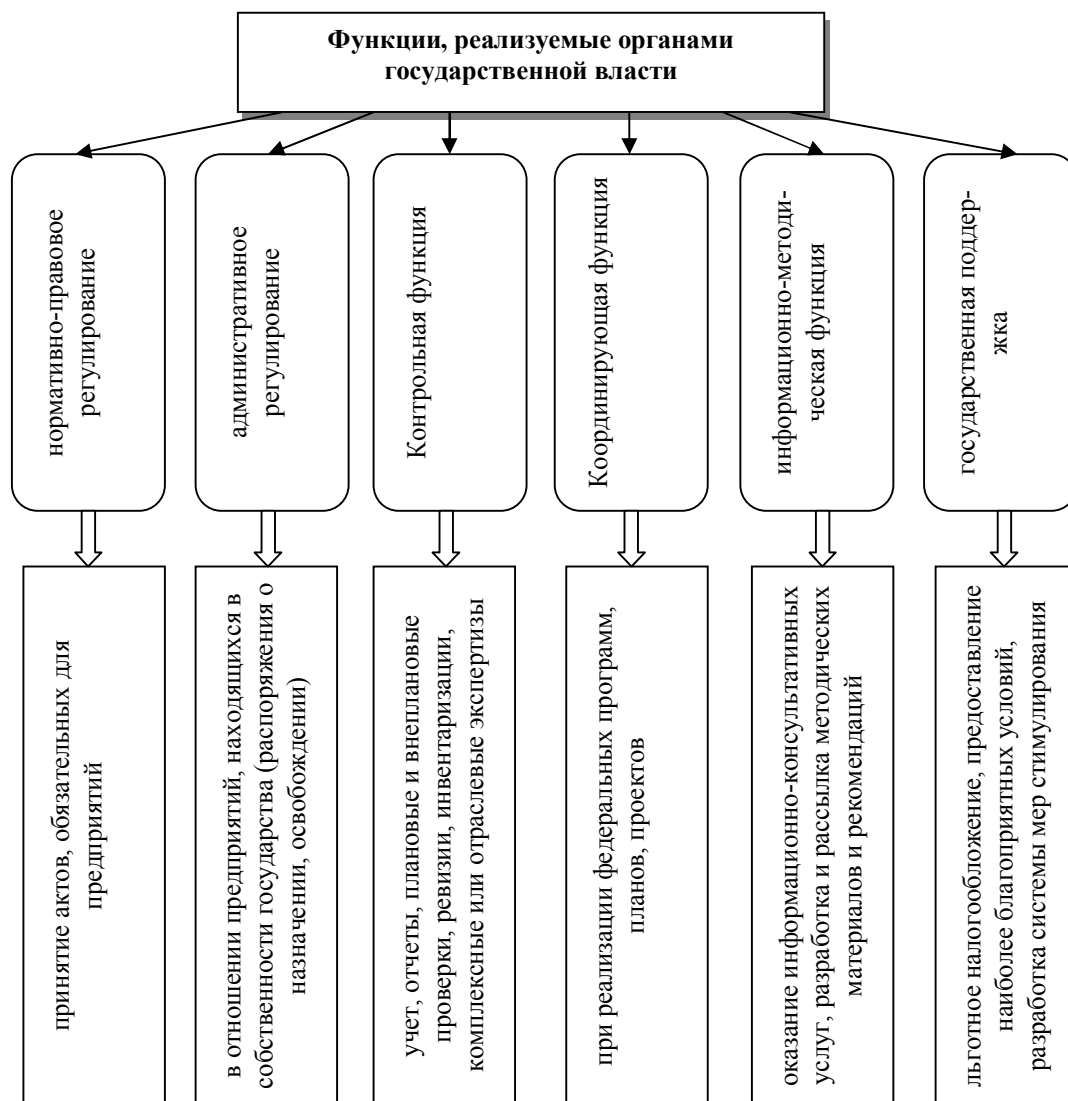 Функции, реализуемые органами
государственной власти
нормативно-правовое
регулирование
административное
регулирование
Контрольная функция
Координирующая функция
информационно-методи-
ческая функция
государственная поддер-
жка
принятие актов, обязательных для
предприятий
в отношении предприятий, находящихся в
собственности государства (распоряжения о
назначении, освобождении)
учет, отчеты, плановые и внеплановые
проверки, ревизии, инвентаризации,
комплексные или отраслевые экспертизы
при реализации федеральных программ,
планов, проектов
оказание информационно-консультативных
услуг, разработка и рассылка методических
материалов и рекомендаций
льготное налогообложение, предоставление
наиболее благоприятных условий,
разработка системы мер стимулирования